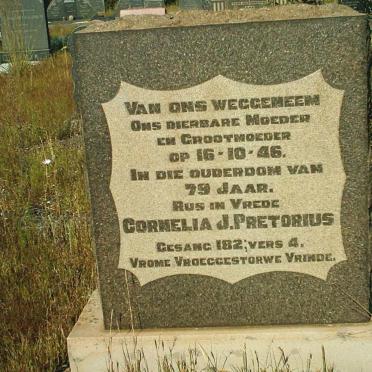 VAN ONS WEGGENEEM
ONS DIERBARE MOEDER
EN GROOTMOEDER
OP 16-10-46.
IN DIE OUDERDOM VAN
79 JAAR.
RUS IN VREDE
CORNELIA J. PRETORIUS
GESANG 182; VERS 4.
VROME VROEGGESTORWE VRINDE.